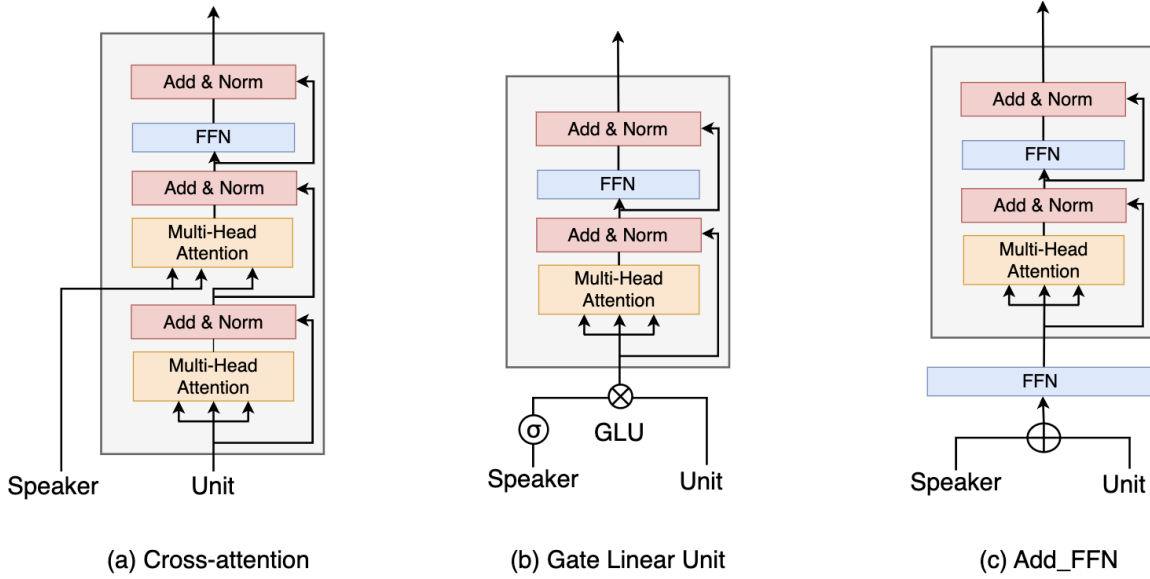 Add & Norm
FFN
Add & Norm
Multi-Head
Attention
Add & Norm
Multi-Head
Attention
Speaker
Unit
(a) Cross-attention
Add & Norm
FFN
Add & Norm
Multi-Head
Attention
σ
GLU
Speaker
Unit
(b) Gate Linear Unit
Add & Norm
FFN
Add & Norm
Multi-Head
Attention
FFN
Speaker
Unit
(c) Add_FFN